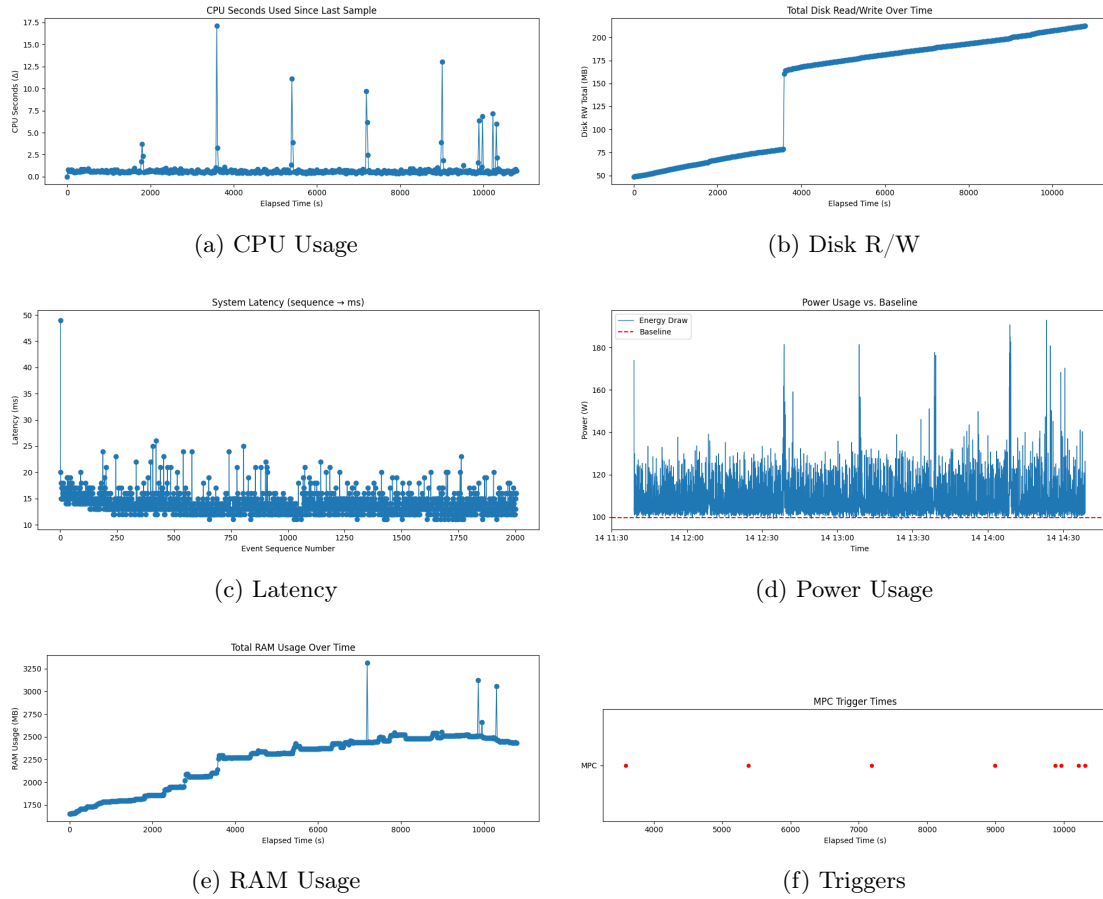 CPU Seconds Used Since Last Sample
17.5
15.0
12.5
10.0
7.5
5.0
2.5
0.0
CPU Seconds (Δ)
0 2000 4000 6000 8000 10000
Elapsed Time (s)
(a) CPU Usage
Total Disk Read/Write Over Time
200
175
150
125
100
75
50
Disk RW Total (MB)
0 2000 4000 6000 8000 10000
Elapsed Time (s)
(b) Disk R/W
System Latency (sequence → ms)
50
45
40
35
30
25
20
15
10
Latency (ms)
0 250 500 750 1000 1250 1500 1750 2000
Event Sequence Number
(c) Latency
Power Usage vs. Baseline
Energy Draw
Baseline
180
160
140
120
100
Power (W)
14 11:30 14 12:00 14 12:30 14 13:00 14 13:30 14 14:00 14 14:30
Time
(d) Power Usage
Total RAM Usage Over Time
3250
3000
2750
2500
2250
2000
1750
RAM Usage (MB)
0 2000 4000 6000 8000 10000
Elapsed Time (s)
(e) RAM Usage
MPC Trigger Times
MPC
4000 5000 6000 7000 8000 9000 10000
Elapsed Time (s)
(f) Triggers